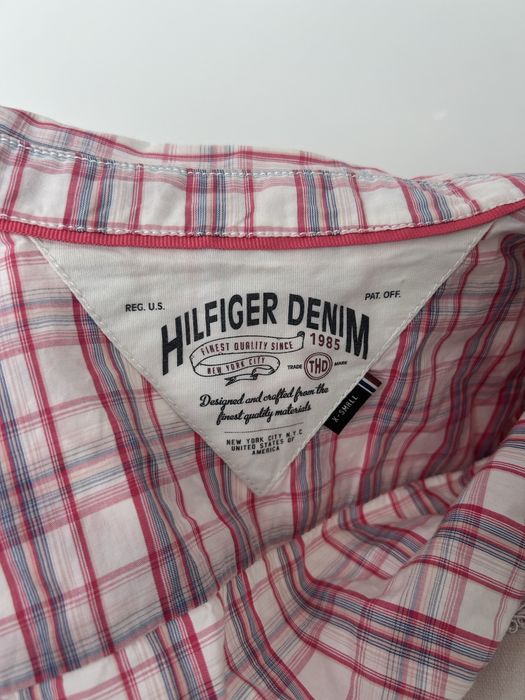 REG. U.S.
PAT. OFF.
HILFIGER DENIM
FINEST QUALITY SINCE 1985
NEW YORK CITY
TRADE THD MARK
Designed and crafted from the
finest quality materials
X-SMALL
NEW YORK CITY N.Y.C.
UNITED STATES OF
AMERICA